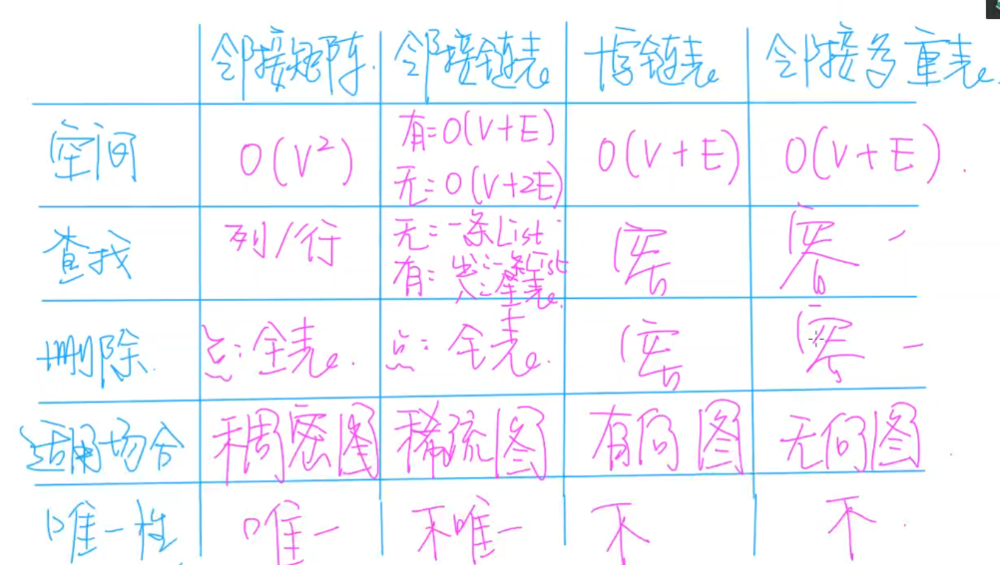 邻接矩阵. 邻接链表 十字链表 邻接多重表
空间 O(V²) 有:O(V+E) O(V+E) O(V+E).
无:O(V+2E)
查找 列/行 无:一条List 容 容
有:出:一条List
入:全表
删除. 点:全表. 点:全表. 容 容
适用场合 稠密图 稀疏图 有向图 无向图
唯一性 唯一 不唯一 不 不